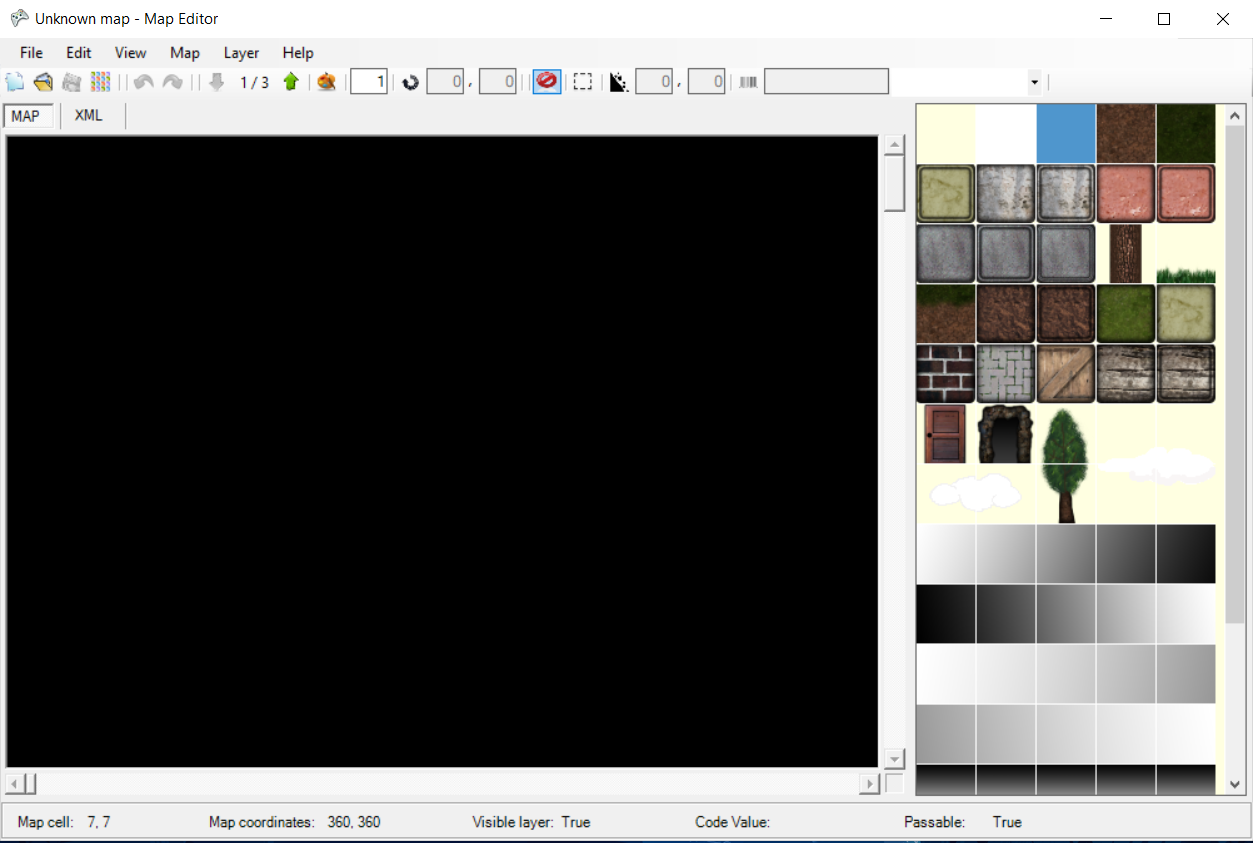 Unknown map - Map Editor
File Edit View Map Layer Help
1 / 3 1 0 , 0 0 , 0
MAP XML
Map cell: 7, 7 Map coordinates: 360, 360 Visible layer: True Code Value: Passable: True